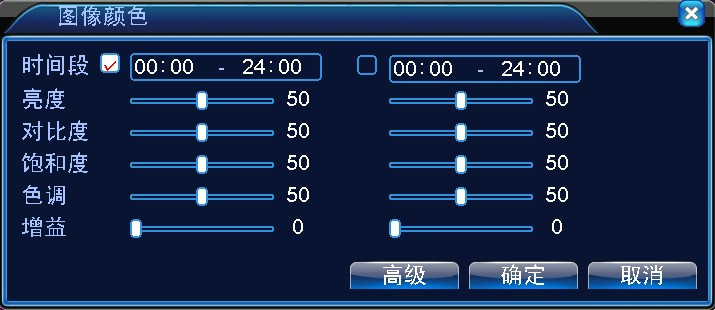 图像颜色
时间段 00:00 - 24:00 00:00 - 24:00
亮度 50 50
对比度 50 50
饱和度 50 50
色调 50 50
增益 0 0
高级 确定 取消